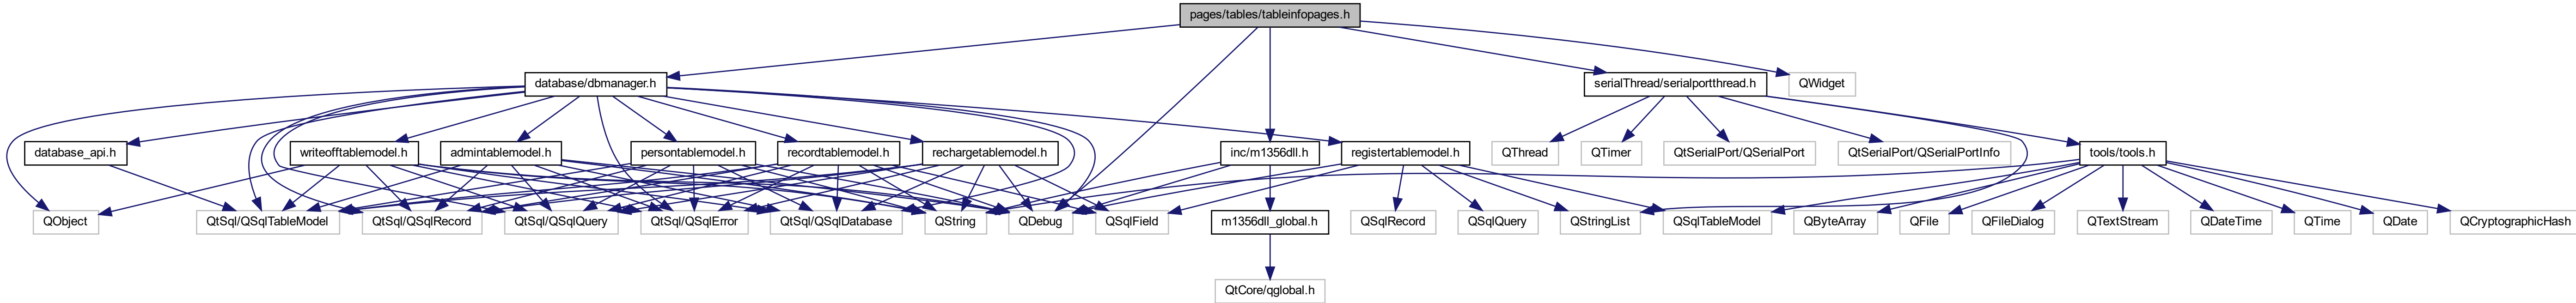 pages/tables/tableinfopages.h
database/dbmanager.h
serialThread/serialportthread.h
QWidget
database_api.h
writeofftablemodel.h
admintablemodel.h
persontablemodel.h
recordtablemodel.h
rechargetablemodel.h
inc/m1356dll.h
registertablemodel.h
QThread
QTimer
QtSerialPort/QSerialPort
QtSerialPort/QSerialPortInfo
tools/tools.h
QObject
QtSql/QSqlTableModel
QtSql/QSqlRecord
QtSql/QSqlQuery
QtSql/QSqlError
QtSql/QSqlDatabase
QString
QDebug
QSqlField
m1356dll_global.h
QSqlRecord
QSqlQuery
QStringList
QSqlTableModel
QByteArray
QFile
QFileDialog
QTextStream
QDateTime
QTime
QDate
QCryptographicHash
QtCore/qglobal.h